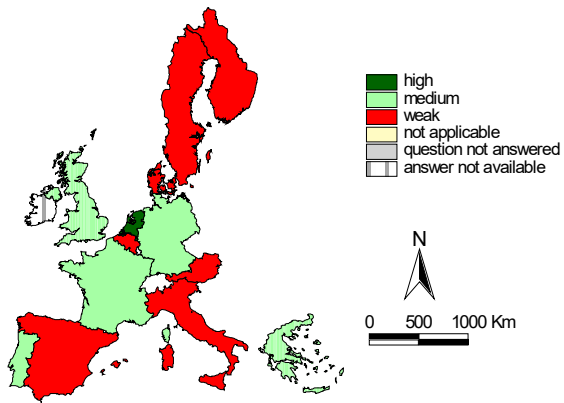 high
medium
weak
not applicable
question not answered
answer not available
N
0 500 1000 Km